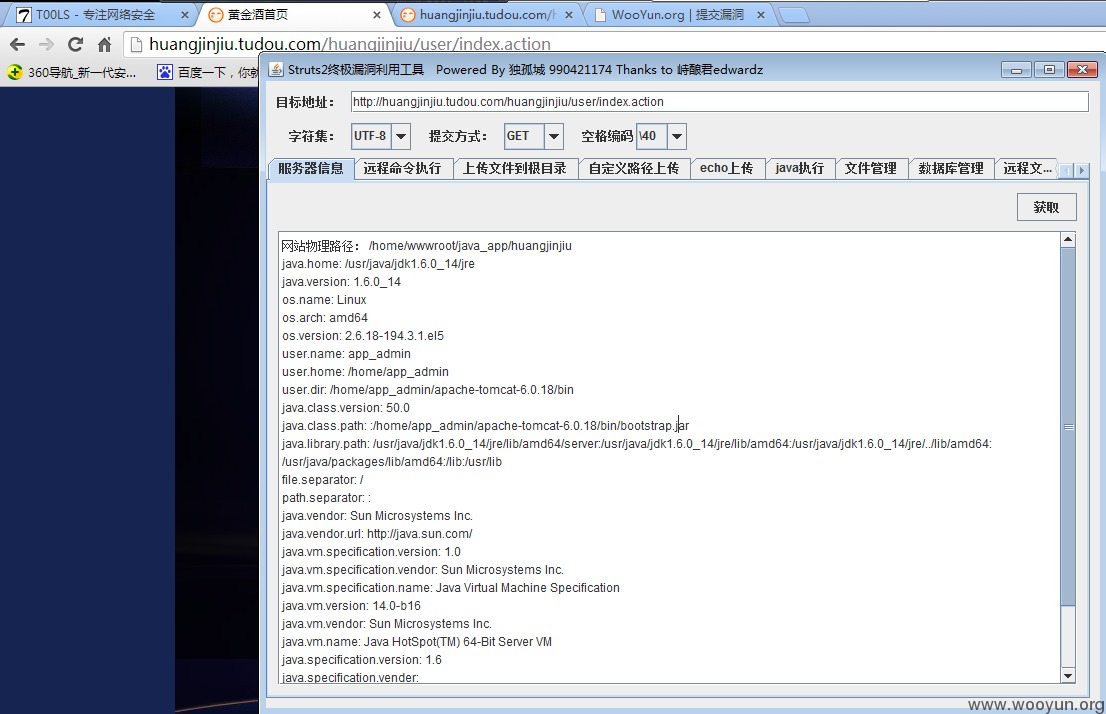 T00LS - 专注网络安全
黄金酒首页
huangjinjiu.tudou.com/h
WooYun.org | 提交漏洞
huangjinjiu.tudou.com/huangjinjiu/user/index.action
360导航_新一代安...
百度一下，你就
Struts2终极漏洞利用工具 Powered By 独孤城 990421174 Thanks to 峙酿君edwardz
目标地址：
http://huangjinjiu.tudou.com/huangjinjiu/user/index.action
字符集： UTF-8 提交方式： GET 空格编码 \40
服务器信息 远程命令执行 上传文件到根目录 自定义路径上传 echo上传 java执行 文件管理 数据库管理 远程文...
获取
网站物理路径： /home/wwwroot/java_app/huangjinjiu
java.home: /usr/java/jdk1.6.0_14/jre
java.version: 1.6.0_14
os.name: Linux
os.arch: amd64
os.version: 2.6.18-194.3.1.el5
user.name: app_admin
user.home: /home/app_admin
user.dir: /home/app_admin/apache-tomcat-6.0.18/bin
java.class.version: 50.0
java.class.path: :/home/app_admin/apache-tomcat-6.0.18/bin/bootstrap.jar
java.library.path: /usr/java/jdk1.6.0_14/jre/lib/amd64/server:/usr/java/jdk1.6.0_14/jre/lib/amd64:/usr/java/jdk1.6.0_14/jre/../lib/amd64:
/usr/java/packages/lib/amd64:/lib:/usr/lib
file.separator: /
path.separator: :
java.vendor: Sun Microsystems Inc.
java.vendor.url: http://java.sun.com/
java.vm.specification.version: 1.0
java.vm.specification.vendor: Sun Microsystems Inc.
java.vm.specification.name: Java Virtual Machine Specification
java.vm.version: 14.0-b16
java.vm.vendor: Sun Microsystems Inc.
java.vm.name: Java HotSpot(TM) 64-Bit Server VM
java.specification.version: 1.6
java.specification.vender:
www.wooyun.org